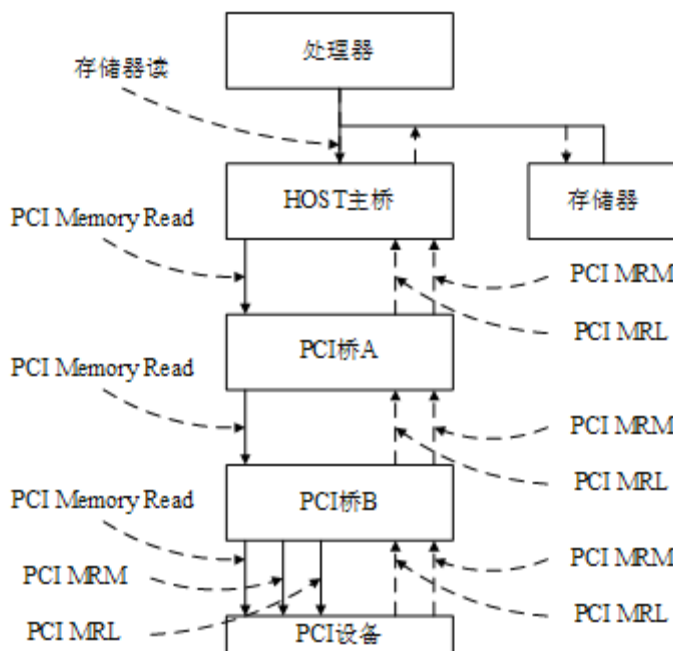 处理器
存储器读
HOST主桥
存储器
PCI Memory Read
PCI MRM
PCI MRL
PCI桥A
PCI Memory Read
PCI MRM
PCI MRL
PCI桥B
PCI Memory Read
PCI MRM
PCI MRM
PCI MRL
PCI MRL
PCI设备